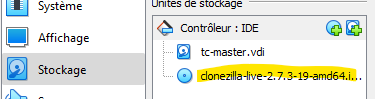 Système
Affichage
Stockage
Unités de stockage
Contrôleur : IDE
tc-master.vdi
clonezilla-live-2.7.3-19-amd64.i...